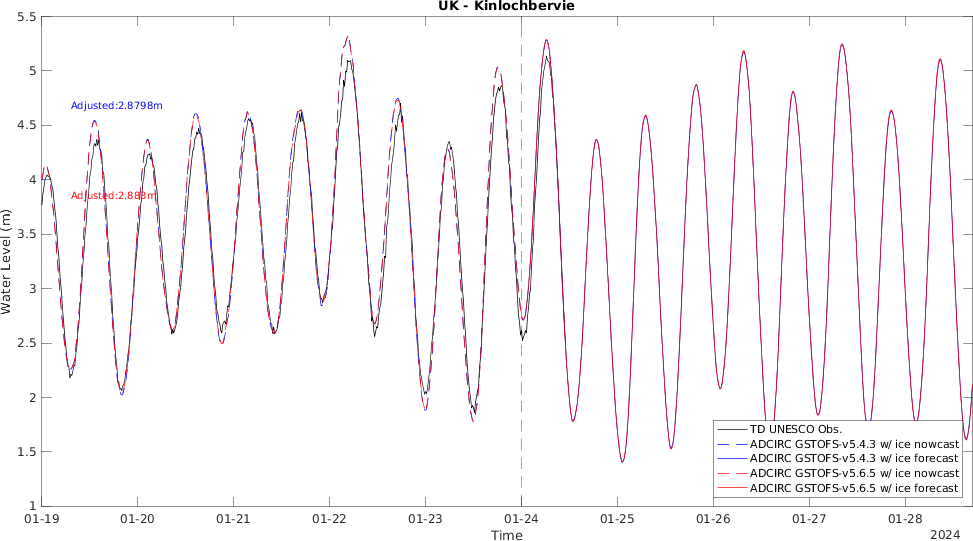 UK - Kinlochbervie
5.5
5
4.5
4
3.5
3
2.5
2
1.5
1
Water Level (m)
Adjusted:2.8798m
Adjusted:2.883m
TD UNESCO Obs.
ADCIRC GSTOFS-v5.4.3 w/ ice nowcast
ADCIRC GSTOFS-v5.4.3 w/ ice forecast
ADCIRC GSTOFS-v5.6.5 w/ ice nowcast
ADCIRC GSTOFS-v5.6.5 w/ ice forecast
01-19 01-20 01-21 01-22 01-23 01-24 01-25 01-26 01-27 01-28
Time
2024